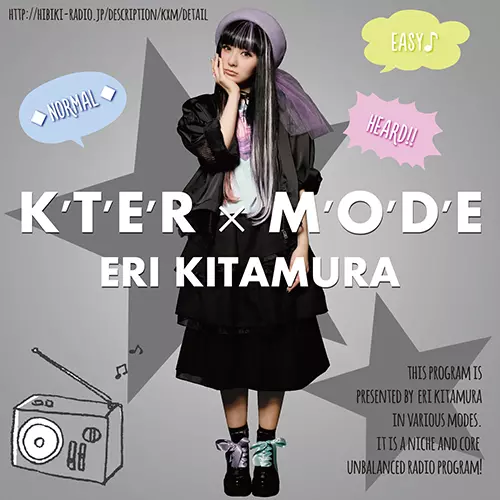 HTTP://HIBIKI-RADIO.JP/DESCRIPTION/KXM/DETAIL
EASY♪
◆NORMAL◆
HEARD!!
K'T'E'R × M'O'D'E
ERI KITAMURA
THIS PROGRAM IS
PRESENTED BY ERI KITAMURA
IN VARIOUS MODES.
IT IS A NICHE AND CORE
UNBALANCED RADIO PROGRAM!